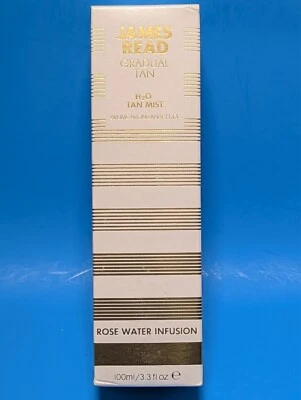 JAMES
READ
GRADUAL
TAN
H₂O
TAN MIST
ROSE WATER INFUSION
100ml/3.3 fl oz ℮